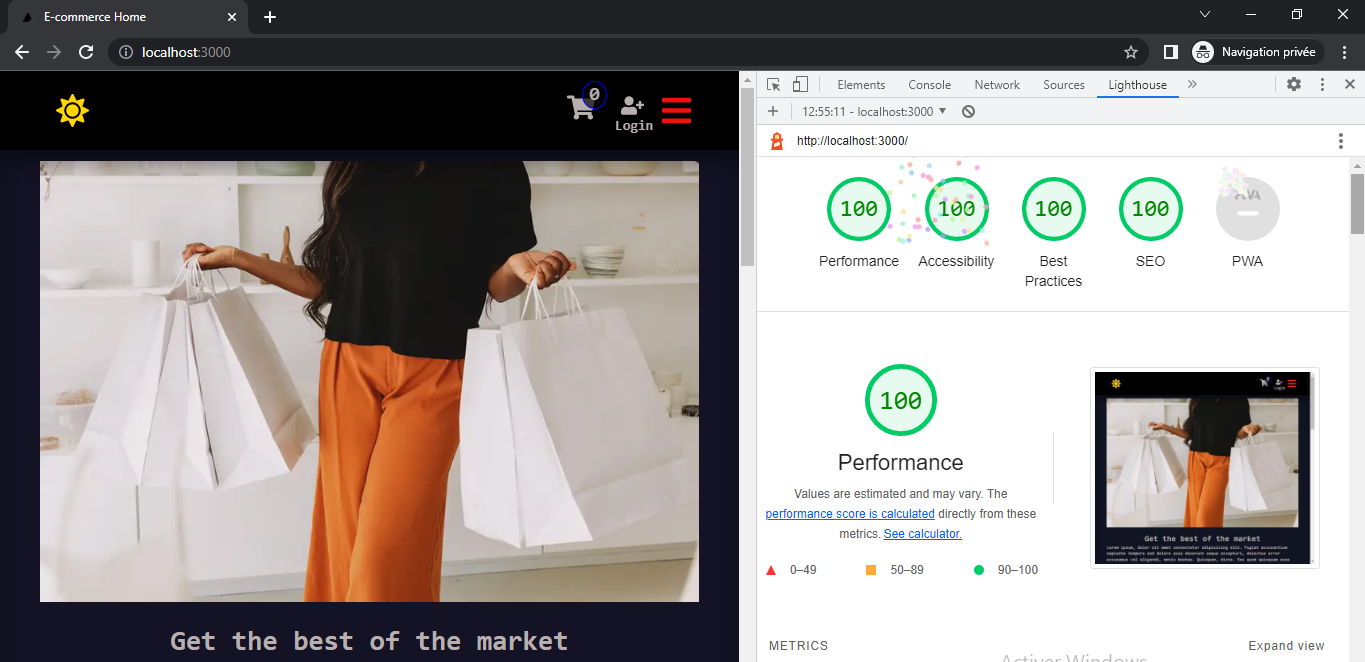 E-commerce Home
localhost:3000
Navigation privée
Elements Console Network Sources Lighthouse
12:55:11 - localhost:3000
http://localhost:3000/
0
Login
100 100 100 100 PWA
Performance Accessibility Best Practices SEO PWA
100
Performance
Values are estimated and may vary. The
performance score is calculated directly from these
metrics. See calculator.
0–49 50–89 90–100
Get the best of the market
METRICS Expand view
Activer Windows
Login
Get the best of the market